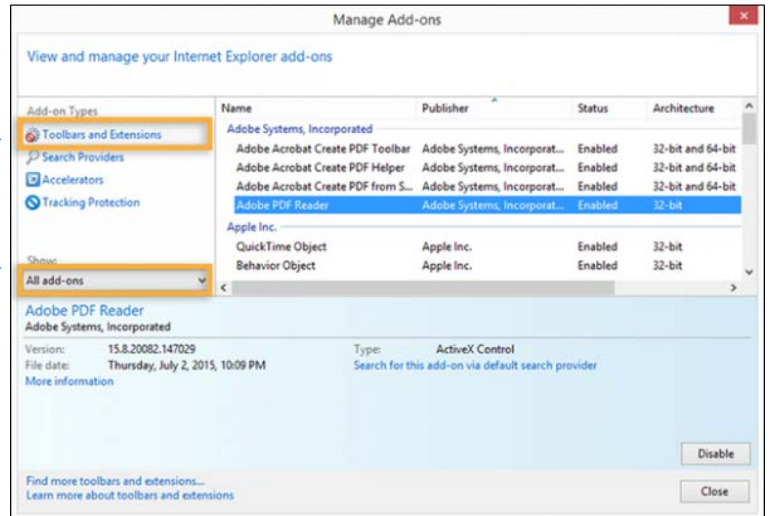 Manage Add-ons
View and manage your Internet Explorer add-ons
Add-on Types
Toolbars and Extensions
Search Providers
Accelerators
Tracking Protection
Show:
All add-ons
Name Publisher Status Architecture
Adobe Systems, Incorporated
Adobe Acrobat Create PDF Toolbar Adobe Systems, Incorporat... Enabled 32-bit and 64-bit
Adobe Acrobat Create PDF Helper Adobe Systems, Incorporat... Enabled 32-bit and 64-bit
Adobe Acrobat Create PDF from S... Adobe Systems, Incorporat... Enabled 32-bit and 64-bit
Adobe PDF Reader Adobe Systems, Incorporat... Enabled 32-bit
Apple Inc.
QuickTime Object Apple Inc. Enabled 32-bit
Behavior Object Apple Inc. Enabled 32-bit
Adobe PDF Reader
Adobe Systems, Incorporated
Version: 15.8.20082.147029 Type: ActiveX Control
File date: Thursday, July 2, 2015, 10:09 PM Search for this add-on via default search provider
More information
Disable
Find more toolbars and extensions...
Learn more about toolbars and extensions
Close